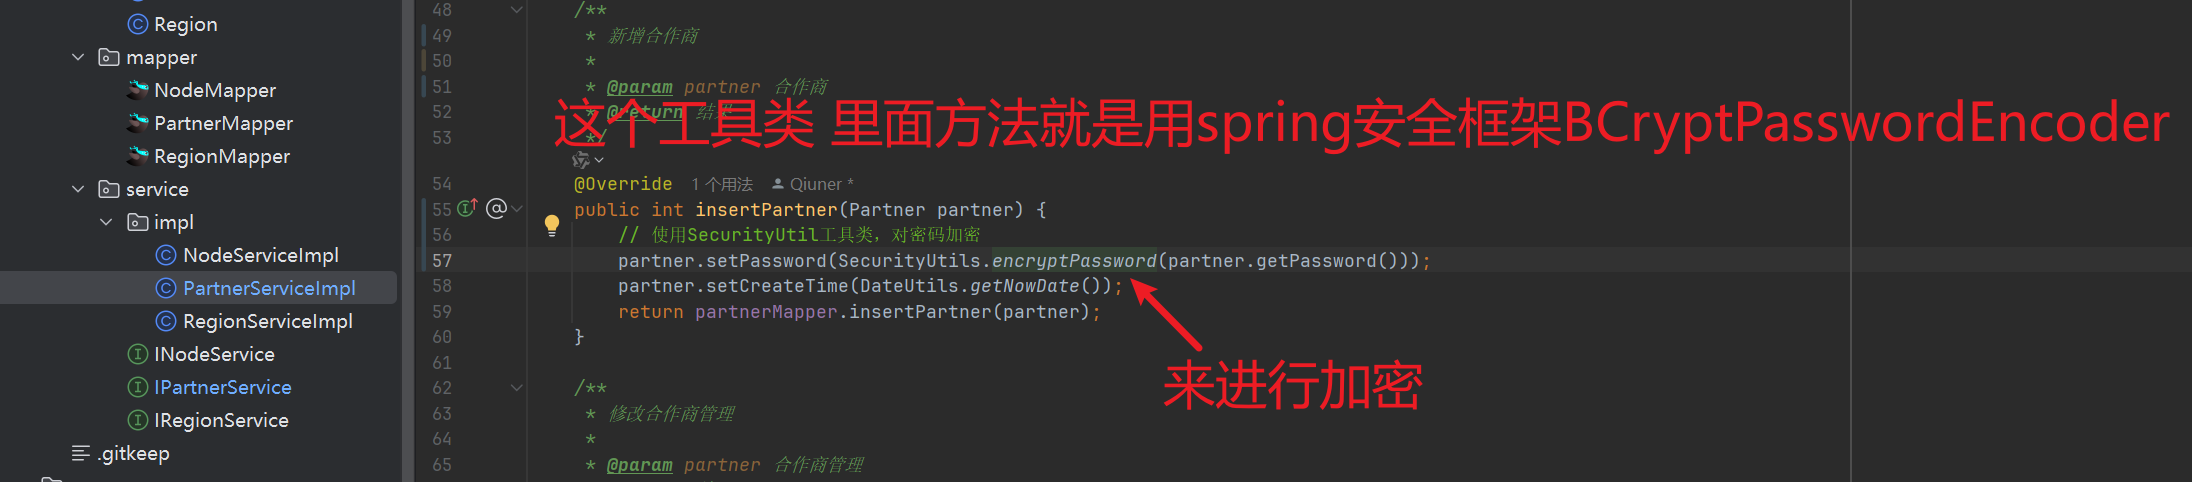 Region
mapper
NodeMapper
PartnerMapper
RegionMapper
service
impl
NodeServiceImpl
PartnerServiceImpl
RegionServiceImpl
INodeService
IPartnerService
IRegionService
.gitkeep
48 /**
49 * 新增合作商
50 *
51 * @param partner 合作商
52 * @return 结果
53 */
这个工具类 里面方法就是用spring安全框架BCryptPasswordEncoder
54 @Override 1 个用法 Qiuner *
55 public int insertPartner(Partner partner) {
56 // 使用SecurityUtil工具类，对密码加密
57 partner.setPassword(SecurityUtils.encryptPassword(partner.getPassword()));
58 partner.setCreateTime(DateUtils.getNowDate());
59 return partnerMapper.insertPartner(partner);
60 }
61
来进行加密
62 /**
63 * 修改合作商管理
64 *
65 * @param partner 合作商管理